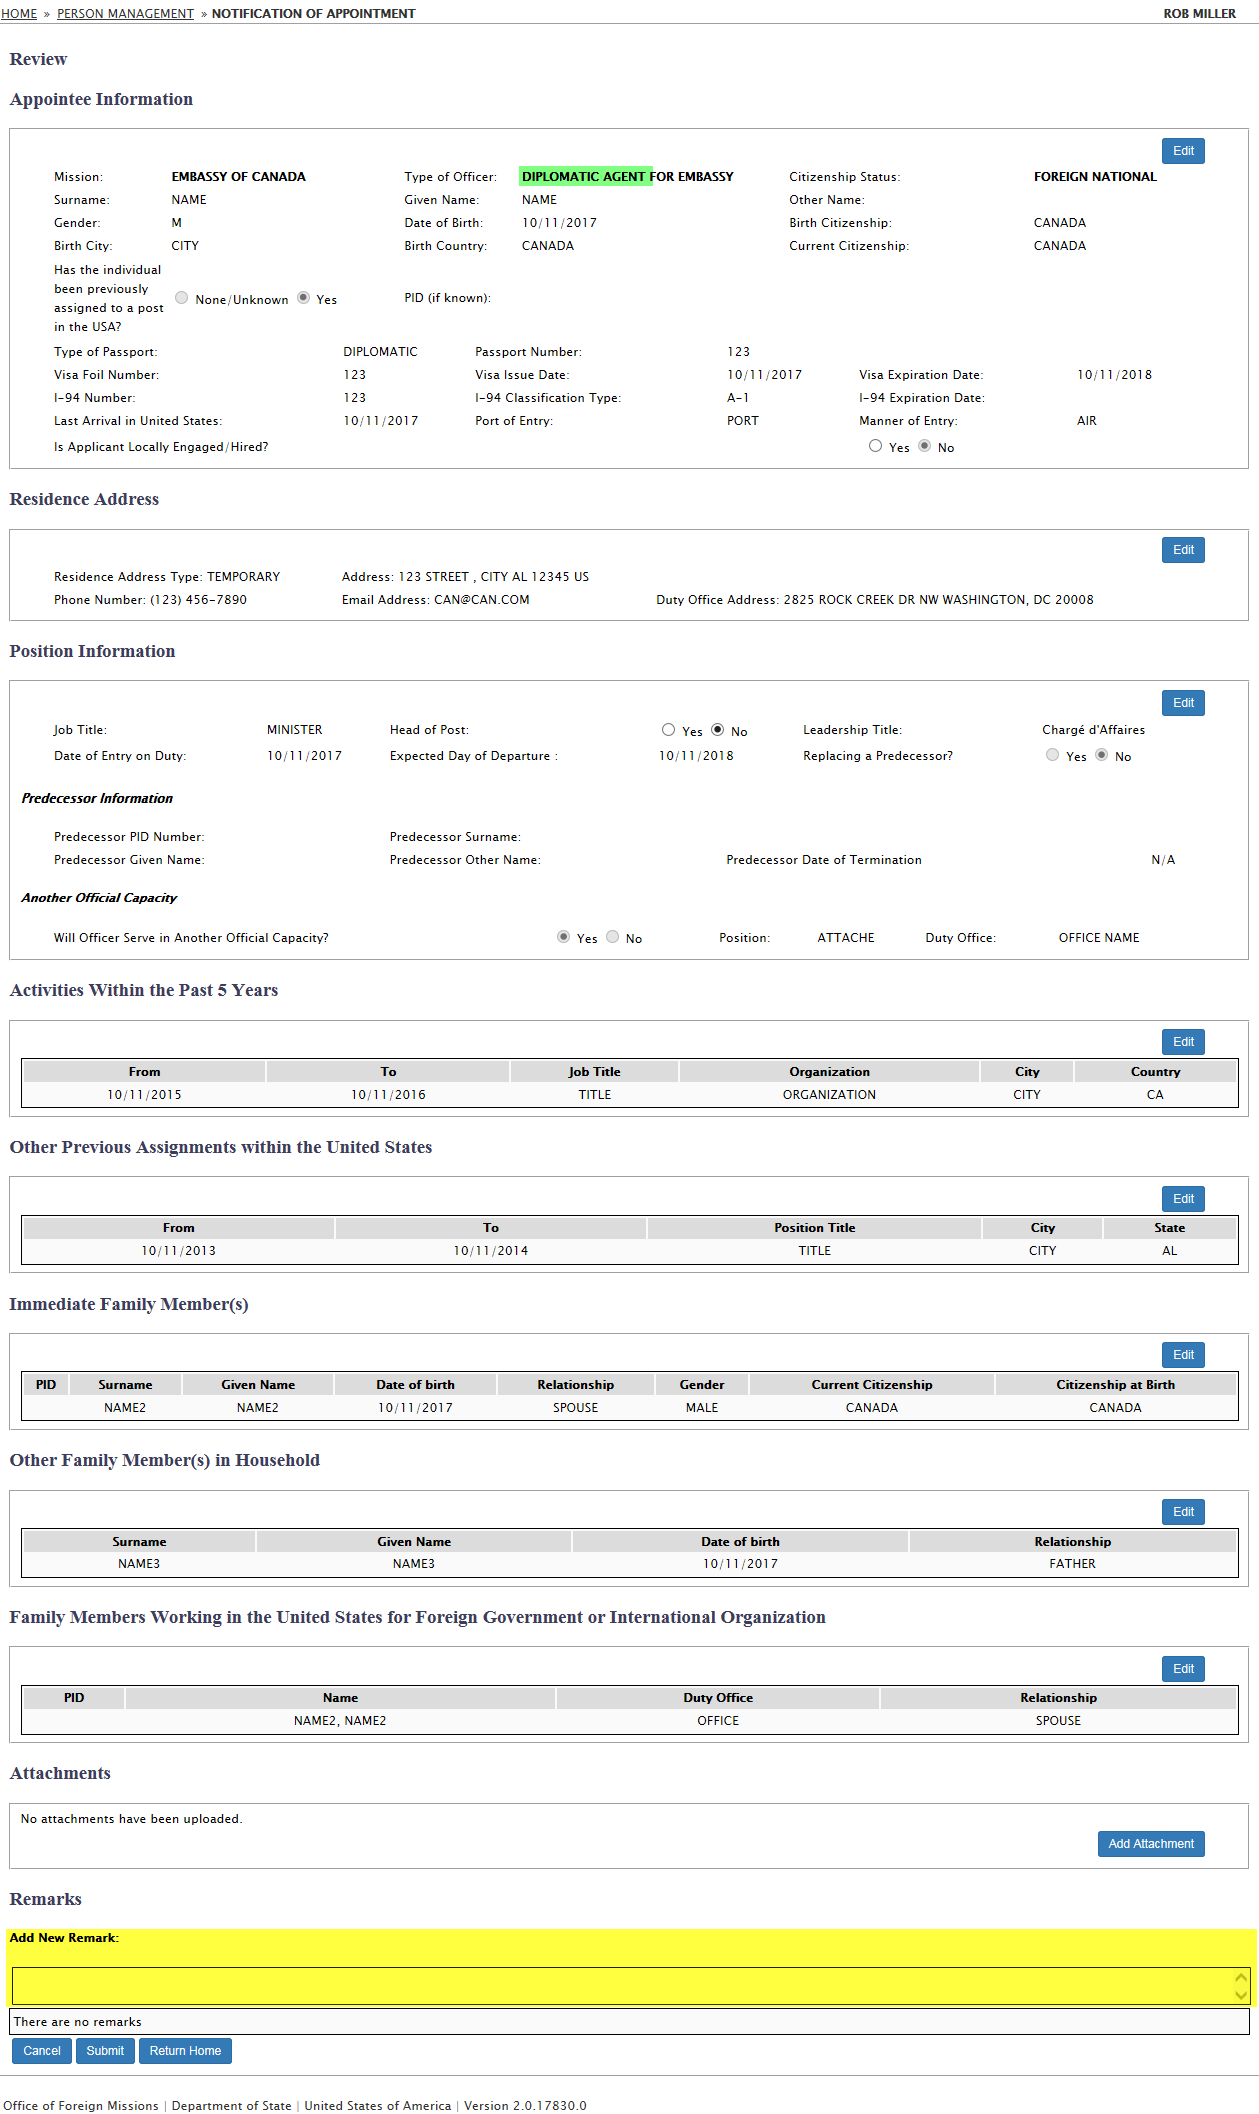 HOME » PERSON MANAGEMENT » NOTIFICATION OF APPOINTMENT ROB MILLER
Review
Appointee Information
Edit
Mission: EMBASSY OF CANADA Type of Officer: DIPLOMATIC AGENT FOR EMBASSY Citizenship Status: FOREIGN NATIONAL
Surname: NAME Given Name: NAME Other Name:
Gender: M Date of Birth: 10/11/2017 Birth Citizenship: CANADA
Birth City: CITY Birth Country: CANADA Current Citizenship: CANADA
Has the individual
been previously
assigned to a post
in the USA?
None/Unknown Yes PID (if known):
Type of Passport: DIPLOMATIC Passport Number: 123
Visa Foil Number: 123 Visa Issue Date: 10/11/2017 Visa Expiration Date: 10/11/2018
I-94 Number: 123 I-94 Classification Type: A-1 I-94 Expiration Date:
Last Arrival in United States: 10/11/2017 Port of Entry: PORT Manner of Entry: AIR
Is Applicant Locally Engaged/Hired? Yes No
Residence Address
Edit
Residence Address Type: TEMPORARY Address: 123 STREET , CITY AL 12345 US
Phone Number: (123) 456-7890 Email Address: CAN@CAN.COM Duty Office Address: 2825 ROCK CREEK DR NW WASHINGTON, DC 20008
Position Information
Edit
Job Title: MINISTER Head of Post: Yes No Leadership Title: Chargé d'Affaires
Date of Entry on Duty: 10/11/2017 Expected Day of Departure : 10/11/2018 Replacing a Predecessor? Yes No
Predecessor Information
Predecessor PID Number: Predecessor Surname:
Predecessor Given Name: Predecessor Other Name: Predecessor Date of Termination N/A
Another Official Capacity
Will Officer Serve in Another Official Capacity? Yes No Position: ATTACHE Duty Office: OFFICE NAME
Activities Within the Past 5 Years
Edit
From To Job Title Organization City Country
10/11/2015 10/11/2016 TITLE ORGANIZATION CITY CA
Other Previous Assignments within the United States
Edit
From To Position Title City State
10/11/2013 10/11/2014 TITLE CITY AL
Immediate Family Member(s)
Edit
PID Surname Given Name Date of birth Relationship Gender Current Citizenship Citizenship at Birth
NAME2 NAME2 10/11/2017 SPOUSE MALE CANADA CANADA
Other Family Member(s) in Household
Edit
Surname Given Name Date of birth Relationship
NAME3 NAME3 10/11/2017 FATHER
Family Members Working in the United States for Foreign Government or International Organization
Edit
PID Name Duty Office Relationship
NAME2, NAME2 OFFICE SPOUSE
Attachments
No attachments have been uploaded.
Add Attachment
Remarks
Add New Remark:
There are no remarks
Cancel Submit Return Home
Office of Foreign Missions | Department of State | United States of America | Version 2.0.17830.0